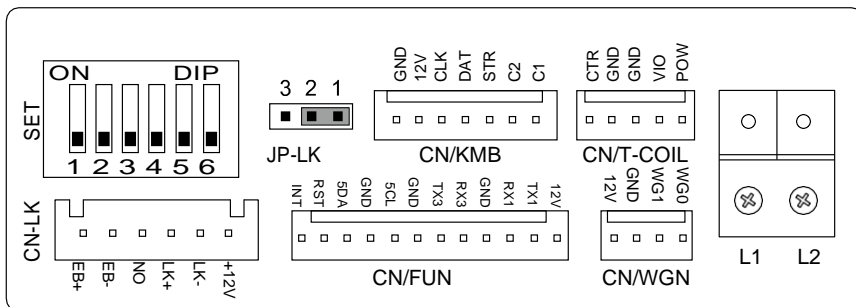 ON DIP
SET
1 2 3 4 5 6
3 2 1
JP-LK
GND 12V CLK DAT STR C2 C1
CN/KMB
CTR GND GND VIO POW
CN/T-COIL
CN-LK
EB+ EB- NO LK+ LK- +12V
INT RST 5DA GND 5CL GND TX3 RX3 GND RX1 TX1 12V
CN/FUN
12V GND WG1 WG0
CN/WGN
L1 L2